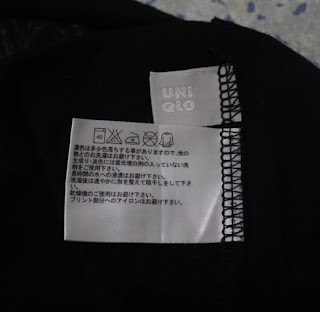 UNI
QLO
40
濃色は多少色落ちする事がありますので、他の
物とのお洗濯はお避け下さい。
生成り・淡色には蛍光増白剤の入っていない洗
剤をご使用下さい。
長時間の水への浸漬はお避け下さい。
洗濯後は速やかに形を整えて陰干しをして下さ
い。
乾燥機のご使用はお避け下さい。
プリント部分へのアイロンはお避け下さい。